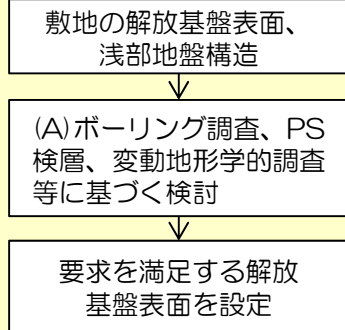 敷地の解放基盤表面、
浅部地盤構造
(A)ボーリング調査、PS
検層、変動地形学的調査
等に基づく検討
要求を満足する解放
基盤表面を設定